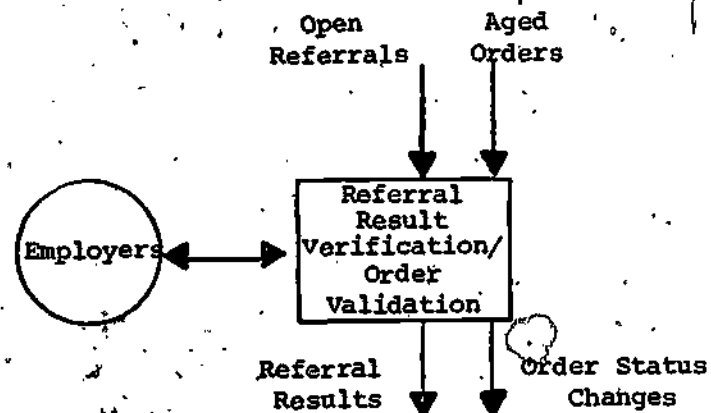 Open
Referrals
Aged
Orders
Employers
Referral
Result
Verification/
Order
Validation
Referral
Results
Order Status
Changes